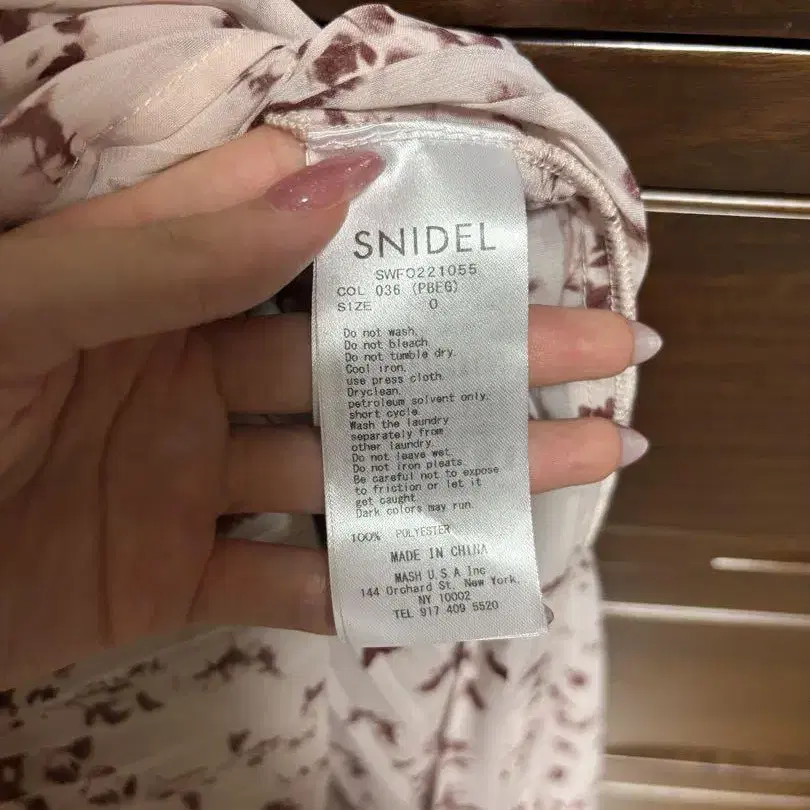 SNIDEL
SWFO221055
COL 036 (PBEG)
SIZE 0
Do not wash.
Do not bleach
Do not tumble dry.
Cool iron.
use press cloth.
Dryclean.
petroleum solvent only.
short cycle.
Wash the laundry
separately from
other laundry.
Do not leave wet.
Do not iron pleats.
Be careful not to expose
to friction or let it
get caught.
Dark colors may run.
100% POLYESTER
MADE IN CHINA
MASH U.S.A Inc
144 Orchard St. New York.
NY 10002
TEL 917 409 5520